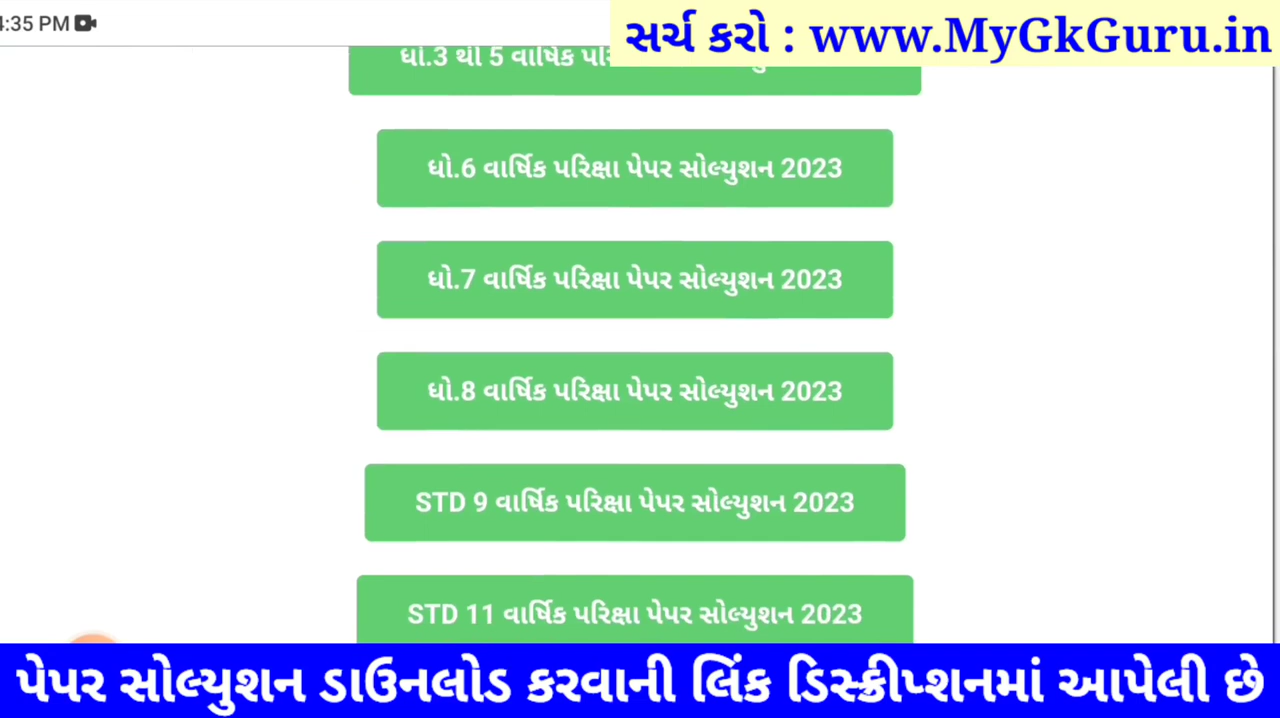 4:35 PM
સર્ચ કરો : www.MyGkGuru.in
ધો.3 થી 5 વાર્ષિક
ધો.6 વાર્ષિક પરિક્ષા પેપર સોલ્યુશન 2023
ધો.7 વાર્ષિક પરિક્ષા પેપર સોલ્યુશન 2023
ધો.8 વાર્ષિક પરિક્ષા પેપર સોલ્યુશન 2023
STD 9 વાર્ષિક પરિક્ષા પેપર સોલ્યુશન 2023
STD 11 વાર્ષિક પરિક્ષા પેપર સોલ્યુશન 2023
પેપર સોલ્યુશન ડાઉનલોડ કરવાની લિંક ડિસ્ક્રીપ્શનમાં આપેલી છે